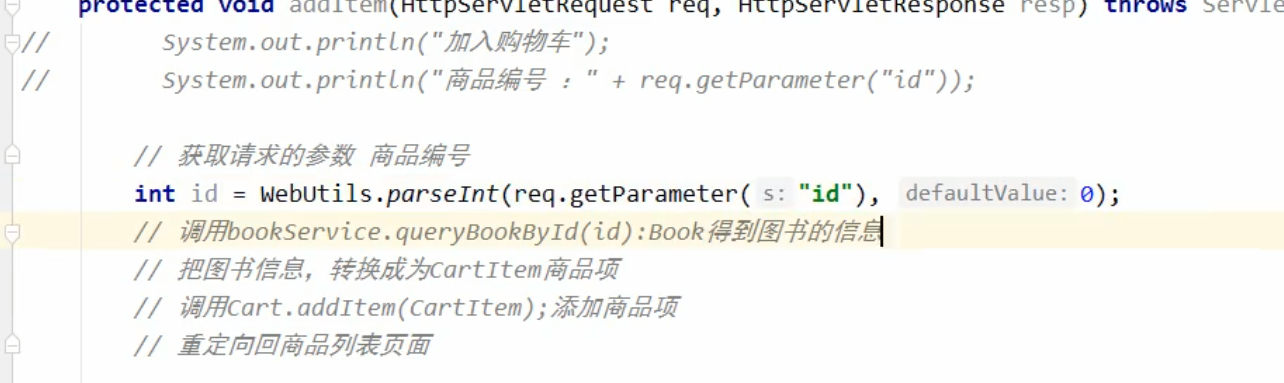 protected void addItem(HttpServletRequest req, HttpServletResponse resp) throws Servle
// System.out.println("加入购物车");
// System.out.println("商品编号 ：" + req.getParameter("id"));
// 获取请求的参数 商品编号
int id = WebUtils.parseInt(req.getParameter( s: "id"), defaultValue: 0);
// 调用bookService.queryBookById(id):Book得到图书的信息
// 把图书信息，转换成为CartItem商品项
// 调用Cart.addItem(CartItem);添加商品项
// 重定向回商品列表页面